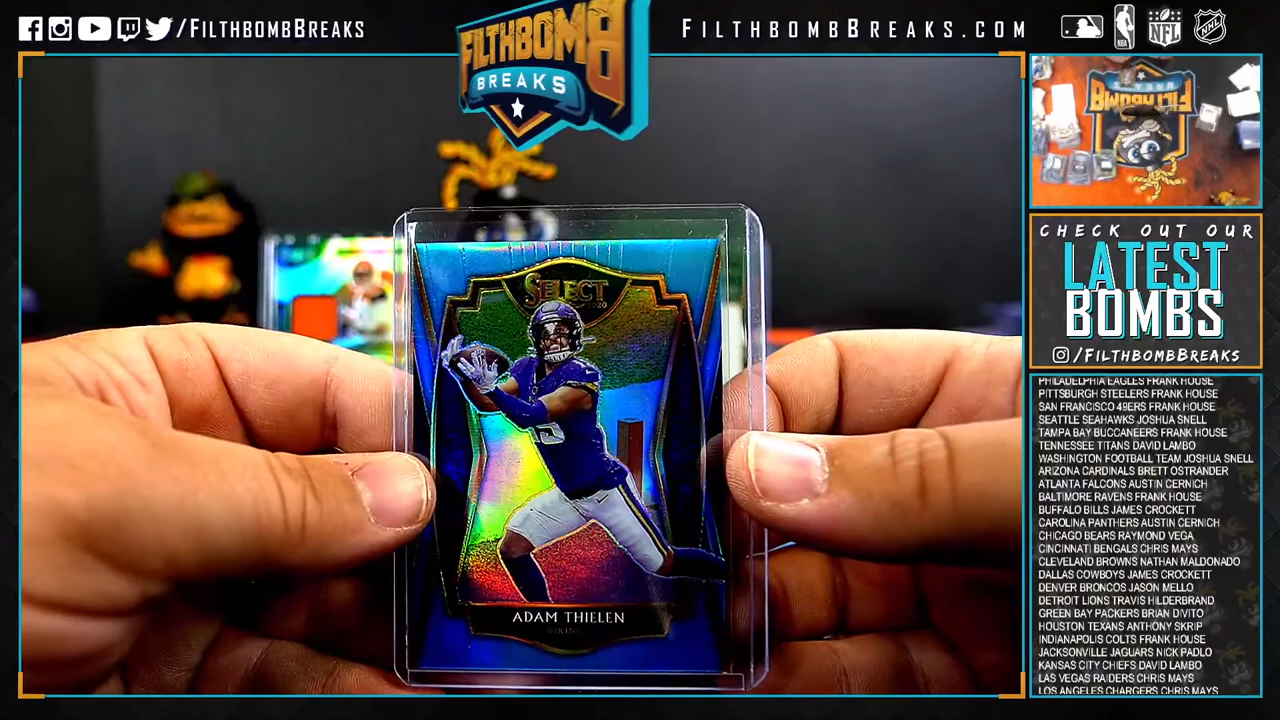 /FilthbombBreaks
FILTHBOMB
BREAKS
FilthbombBreaks.com
MLB
NBA
NFL
NHL
CHECK OUT OUR
LATEST
BOMBS
/FilthbombBreaks
PHILADELPHIA EAGLES FRANK HOUSE
PITTSBURGH STEELERS FRANK HOUSE
SAN FRANCISCO 49ERS FRANK HOUSE
SEATTLE SEAHAWKS JOSHUA SNELL
TAMPA BAY BUCCANEERS FRANK HOUSE
TENNESSEE TITANS DAVID LAMBO
WASHINGTON FOOTBALL TEAM JOSHUA SNELL
ARIZONA CARDINALS BRETT OSTRANDER
ATLANTA FALCONS AUSTIN CERNICH
BALTIMORE RAVENS FRANK HOUSE
BUFFALO BILLS JAMES CROCKETT
CAROLINA PANTHERS AUSTIN CERNICH
CHICAGO BEARS RAYMOND VEGA
CINCINNATI BENGALS CHRIS MAYS
CLEVELAND BROWNS NATHAN MALDONADO
DALLAS COWBOYS JAMES CROCKETT
DENVER BRONCOS JASON MELLO
DETROIT LIONS TRAVIS HILDERBRAND
GREEN BAY PACKERS BRIAN DIVITO
HOUSTON TEXANS ANTHONY SKRIP
INDIANAPOLIS COLTS FRANK HOUSE
JACKSONVILLE JAGUARS NICK PADLO
KANSAS CITY CHIEFS DAVID LAMBO
LAS VEGAS RAIDERS CHRIS MAYS
LOS ANGELES CHARGERS CHRIS MAYS
SELECT
20
ADAM THIELEN